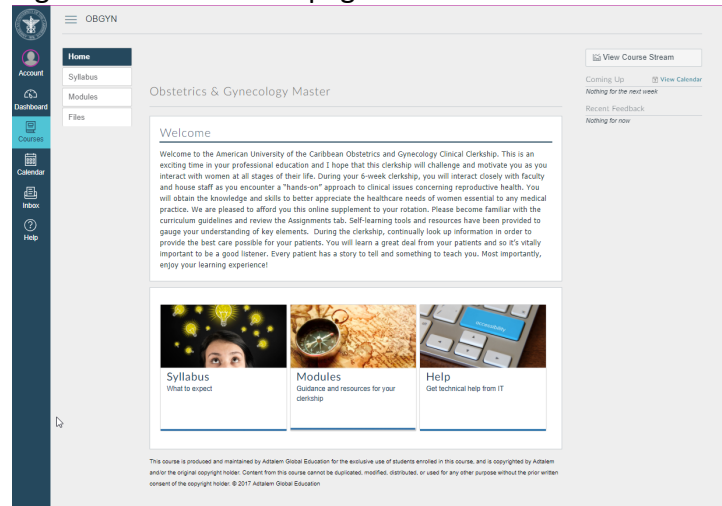 OBGYN
Account
Dashboard
Courses
Calendar
Inbox
Help
Home
Syllabus
Modules
Files
Obstetrics & Gynecology Master
Welcome
Welcome to the American University of the Caribbean Obstetrics and Gynecology Clinical Clerkship. This is an
exciting time in your professional education and I hope that this clerkship will challenge and motivate you as you
interact with women at all stages of their life. During your 6-week clerkship, you will interact closely with faculty
and house staff as you encounter a "hands-on" approach to clinical issues concerning reproductive health. You
will obtain the knowledge and skills to better appreciate the healthcare needs of women essential to any medical
practice. We are pleased to afford you this online supplement to your rotation. Please become familiar with the
curriculum guidelines and review the Assignments tab. Self-learning tools and resources have been provided to
gauge your understanding of key elements. During the clerkship, continually look up information in order to
provide the best care possible for your patients. You will learn a great deal from your patients and so it's vitally
important to be a good listener. Every patient has a story to tell and something to teach you. Most importantly,
enjoy your learning experience!
accessibility
Syllabus
What to expect
Modules
Guidance and resources for your
clerkship
Help
Get technical help from IT
This course is produced and maintained by Adtalem Global Education for the exclusive use of students enrolled in this course, and is copyrighted by Adtalem
and/or the original copyright holder. Content from this course cannot be duplicated, modified, distributed, or used for any other purpose without the prior written
consent of the copyright holder. © 2017 Adtalem Global Education
View Course Stream
Coming Up
View Calendar
Nothing for the next week
Recent Feedback
Nothing for now